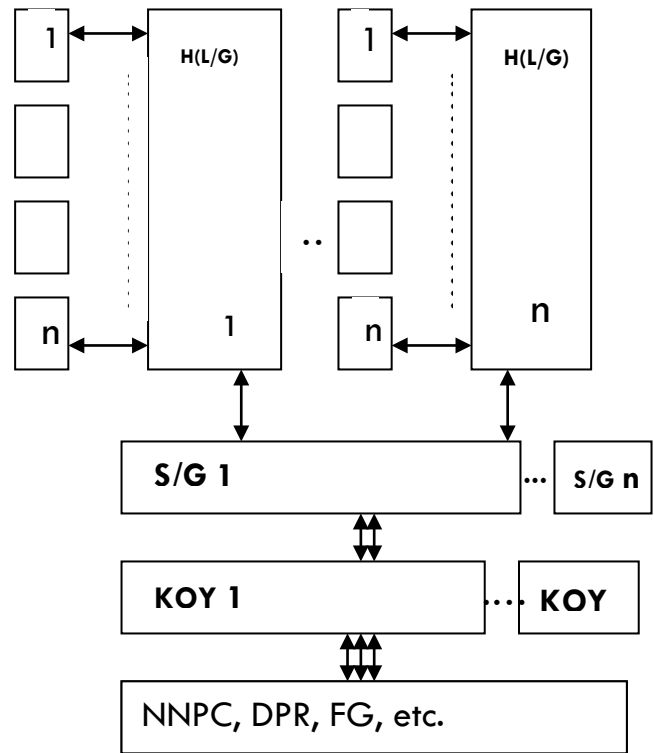 1
H(L/G)
1
H(L/G)
..
n
1
n
n
S/G 1
...
S/G n
KOY 1
....
KOY
NNPC, DPR, FG, etc.